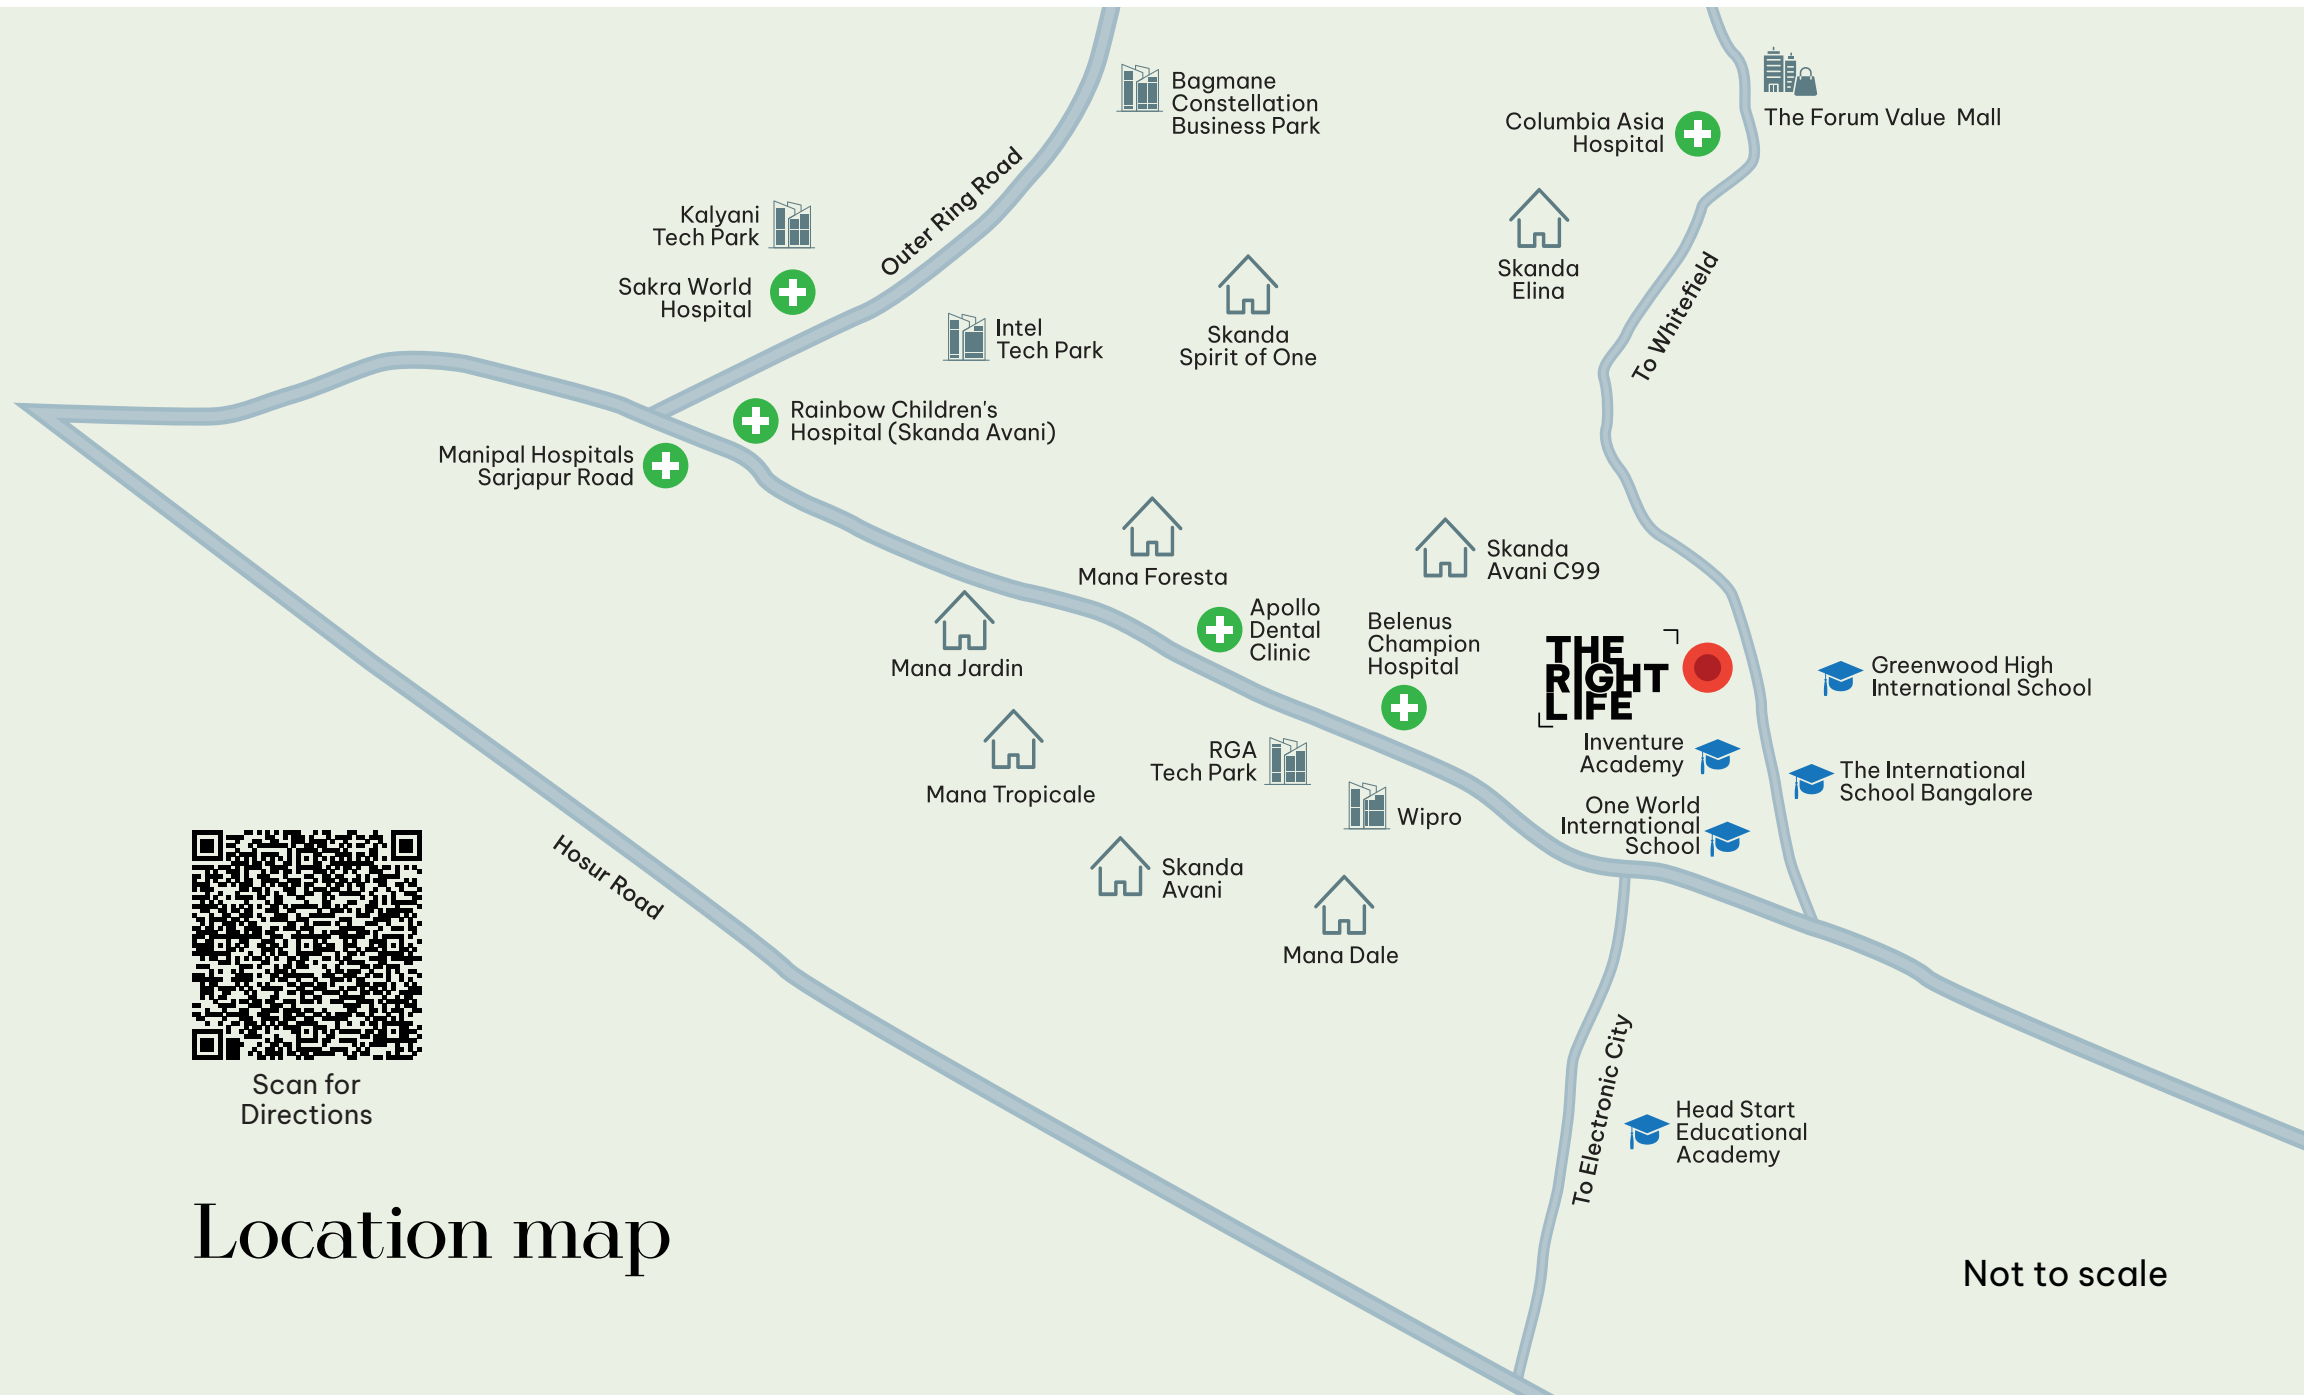 Bagmane
Constellation
Business Park
Columbia Asia
Hospital
The Forum Value  Mall
Kalyani
Tech Park
Outer Ring Road
Sakra World
Hospital
Skanda
Elina
To Whitefield
Intel
Tech Park
Skanda
Spirit of One
Rainbow Children's
Hospital (Skanda Avani)
Manipal Hospitals
Sarjapur Road
Mana Foresta
Skanda
Avani C99
Mana Jardin
Apollo
Dental
Clinic
Belenus
Champion
Hospital
THE
RIGHT
LIFE
Greenwood High
International School
Mana Tropicale
RGA
Tech Park
Wipro
Inventure
Academy
The International
School Bangalore
One World
International
School
Hosur Road
Skanda
Avani
Mana Dale
Scan for
Directions
To Electronic City
Head Start
Educational
Academy
Location map
Not to scale